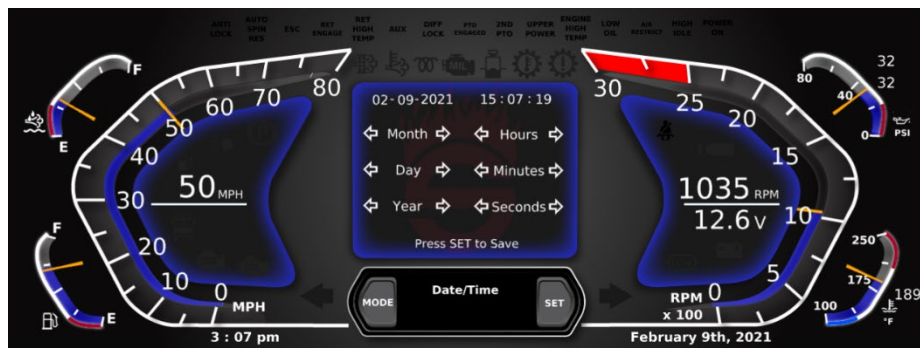 ANTI LOCK
AUTO SPIN RES
ESC
RET ENGAGE
RET HIGH TEMP
AUX
DIFF LOCK
PTO ENGAGED
2ND PTO
UPPER POWER
ENGINE HIGH TEMP
LOW OIL
AIR RESTRICT
HIGH IDLE
POWER OIL
F
E
80
70
60
50
40
30
20
10
0
MPH
50 MPH
02-09-2021 15:07:19
Month Hours
Day Minutes
Year Seconds
Press SET to Save
MODE
Date/Time
SET
30
25
20
15
10
5
0
RPM
x 100
1035 RPM
12.6 V
80
40
0
32
32
PSI
F
E
250
175
100
189
°F
3 : 07 pm
February 9th, 2021